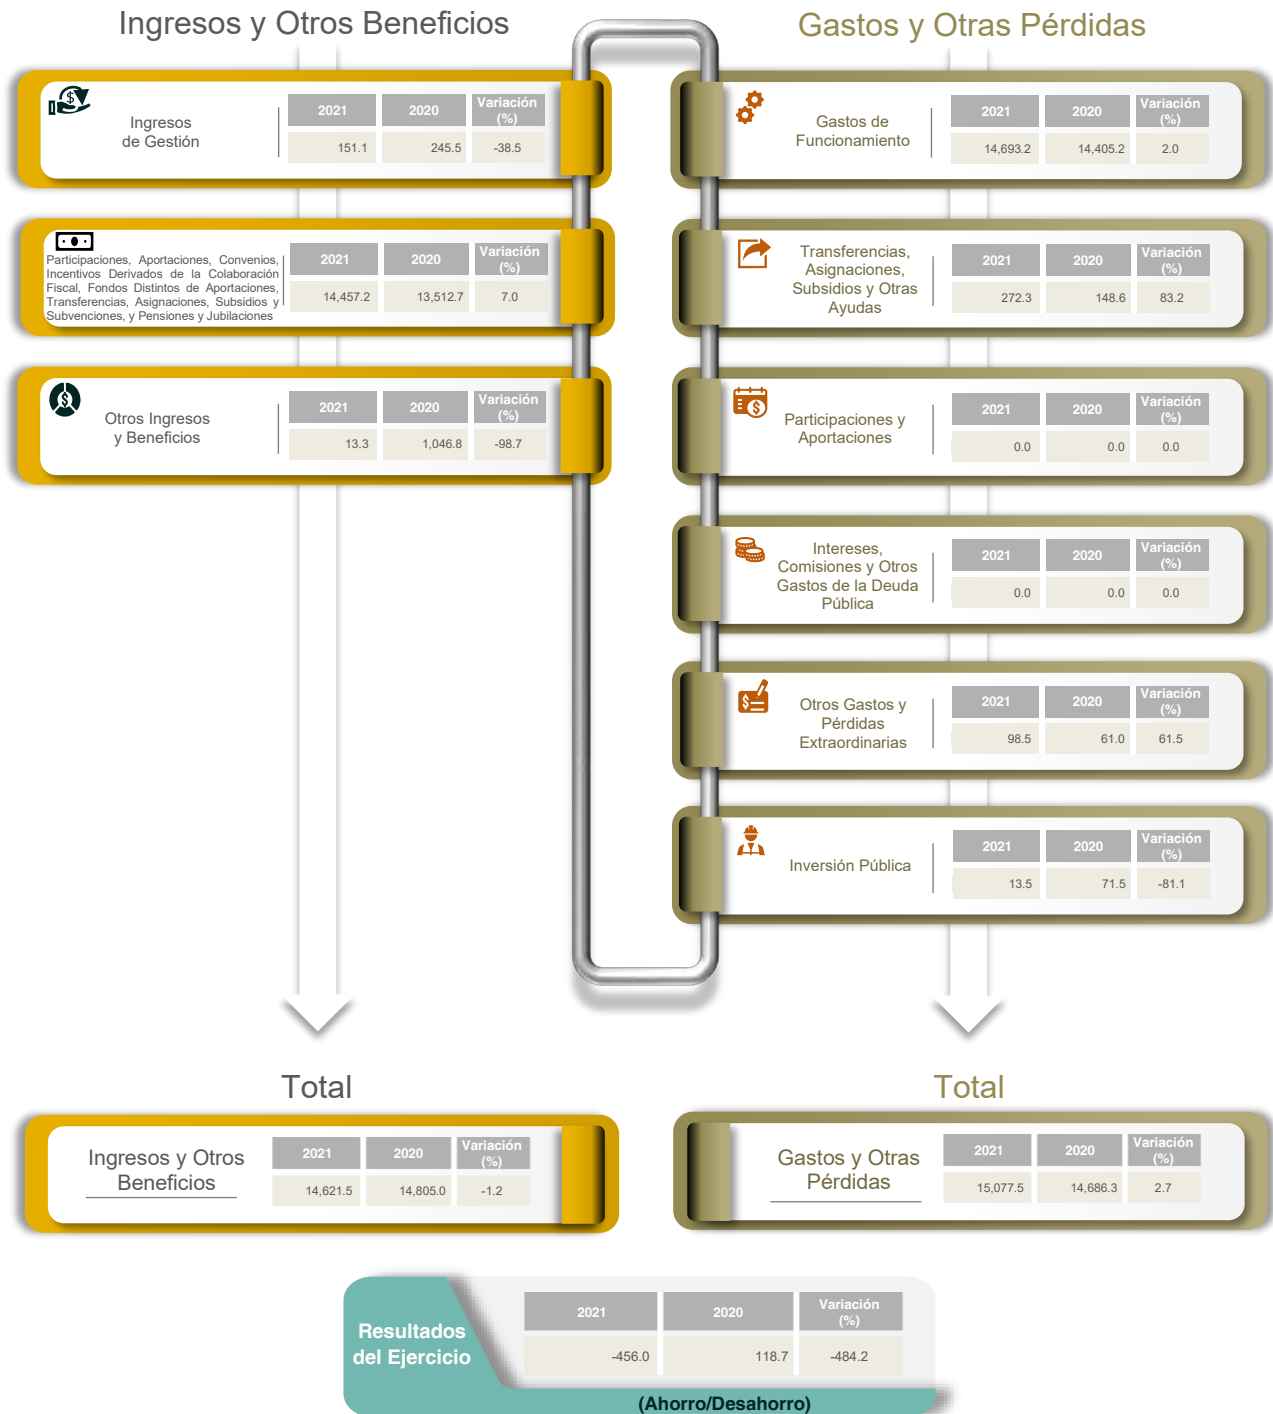 Ingresos y Otros Beneficios
Ingresos
de Gestión
2021 2020 Variación (%)
151.1 245.5 -38.5
Participaciones, Aportaciones, Convenios,
Incentivos Derivados de la Colaboración
Fiscal, Fondos Distintos de Aportaciones,
Transferencias, Asignaciones, Subsidios y
Subvenciones, y Pensiones y Jubilaciones
2021 2020 Variación (%)
14,457.2 13,512.7 7.0
Otros Ingresos
y Beneficios
2021 2020 Variación (%)
13.3 1,046.8 -98.7
Total
Ingresos y Otros
Beneficios
2021 2020 Variación (%)
14,621.5 14,805.0 -1.2
Gastos y Otras Pérdidas
Gastos de
Funcionamiento
2021 2020 Variación (%)
14,693.2 14,405.2 2.0
Transferencias,
Asignaciones,
Subsidios y Otras
Ayudas
2021 2020 Variación (%)
272.3 148.6 83.2
Participaciones y
Aportaciones
2021 2020 Variación (%)
0.0 0.0 0.0
Intereses,
Comisiones y Otros
Gastos de la Deuda
Pública
2021 2020 Variación (%)
0.0 0.0 0.0
Otros Gastos y
Pérdidas
Extraordinarias
2021 2020 Variación (%)
98.5 61.0 61.5
Inversión Pública
2021 2020 Variación (%)
13.5 71.5 -81.1
Total
Gastos y Otras
Pérdidas
2021 2020 Variación (%)
15,077.5 14,686.3 2.7
Resultados
del Ejercicio
2021 2020 Variación (%)
-456.0 118.7 -484.2
(Ahorro/Desahorro)